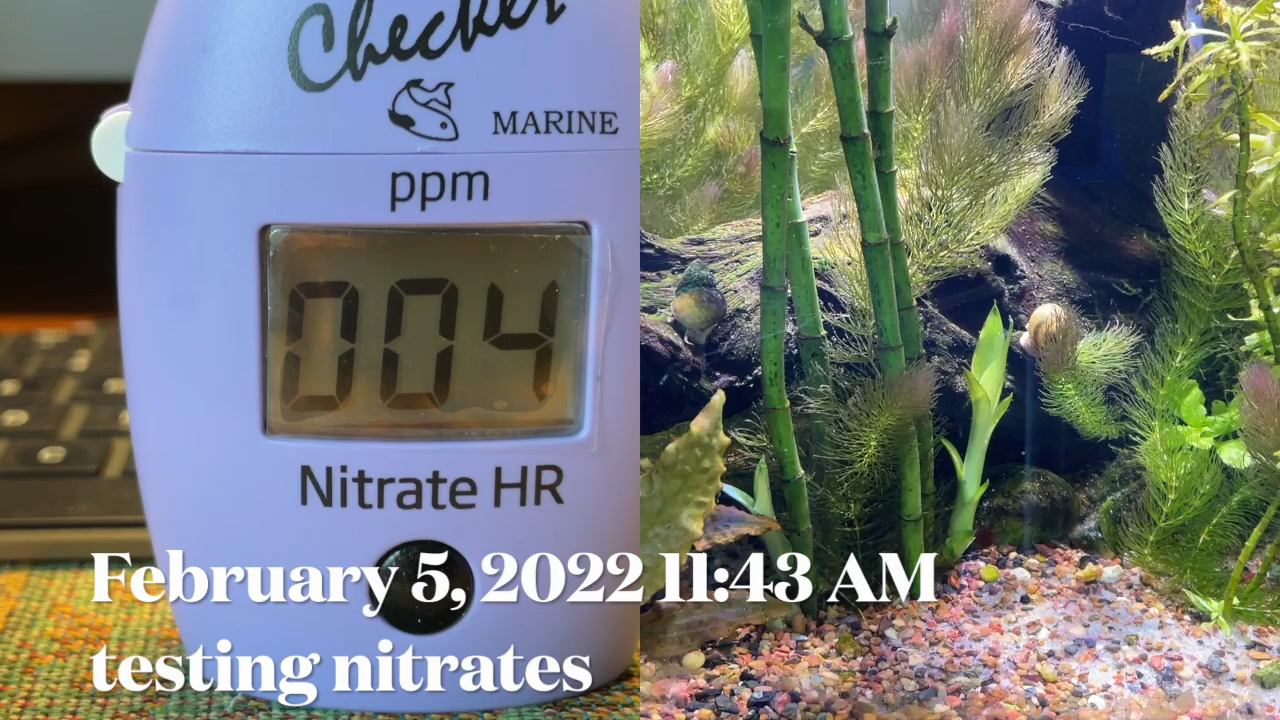 Checker
MARINE
ppm
004
Nitrate HR
February 5, 2022 11:43 AM
testing nitrates